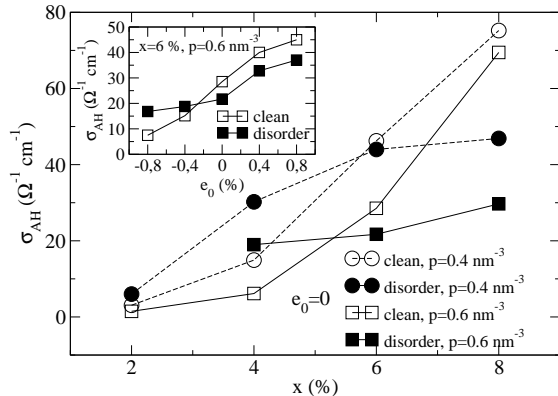 80
60
40
20
0
2
4
6
8
x (%)
σAH (Ω-1 cm-1)
50
40
30
20
10
0
-0,8
-0,4
0
0,4
0,8
e0 (%)
σAH (Ω-1 cm-1)
x=6 %, p=0.6 nm-3
clean
disorder
e0=0
clean, p=0.4 nm-3
disorder, p=0.4 nm-3
clean, p=0.6 nm-3
disorder, p=0.6 nm-3